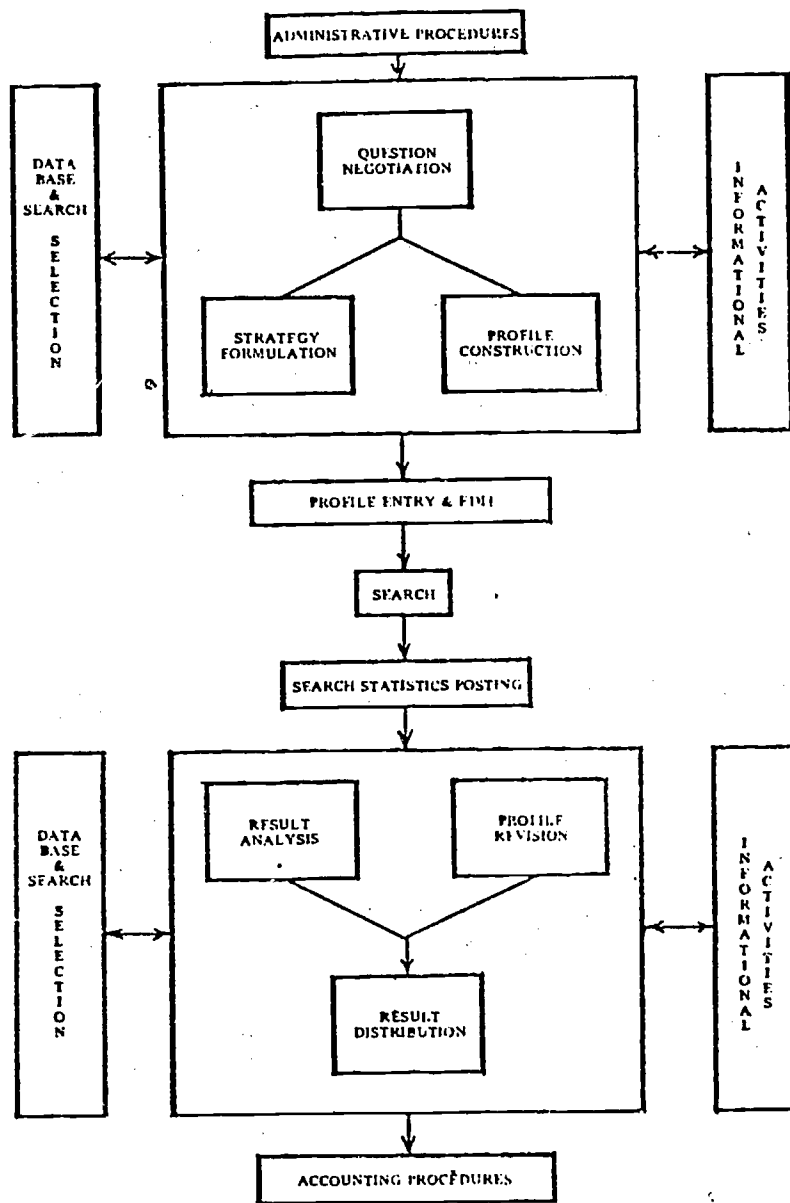 ADMINISTRATIVE PROCEDURES
DATA
BASE
&
SEARCH
SELECTION
QUESTION
NEGOTIATION
STRATEGY
FORMULATION
PROFILE
CONSTRUCTION
INFORMATIONAL
ACTIVITIES
PROFILE ENTRY & EDIT
SEARCH
SEARCH STATISTICS POSTING
DATA
BASE
&
SEARCH
SELECTION
RESULT
ANALYSIS
PROFILE
REVISION
RESULT
DISTRIBUTION
INFORMATIONAL
ACTIVITIES
ACCOUNTING PROCEDURES